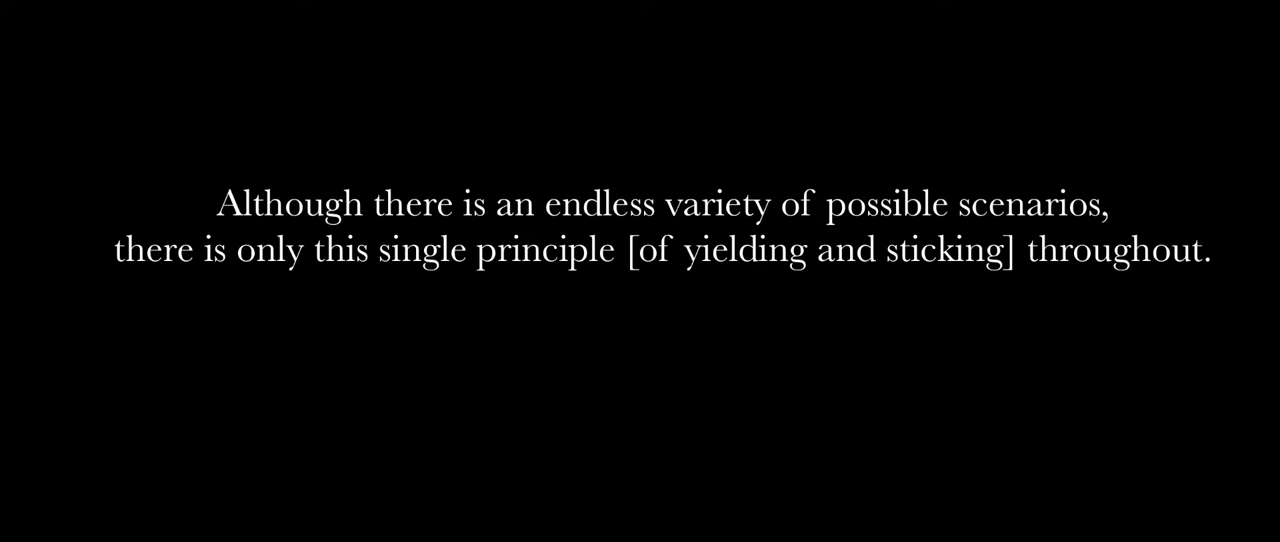 Although there is an endless variety of possible scenarios,
there is only this single principle [of yielding and sticking] throughout.